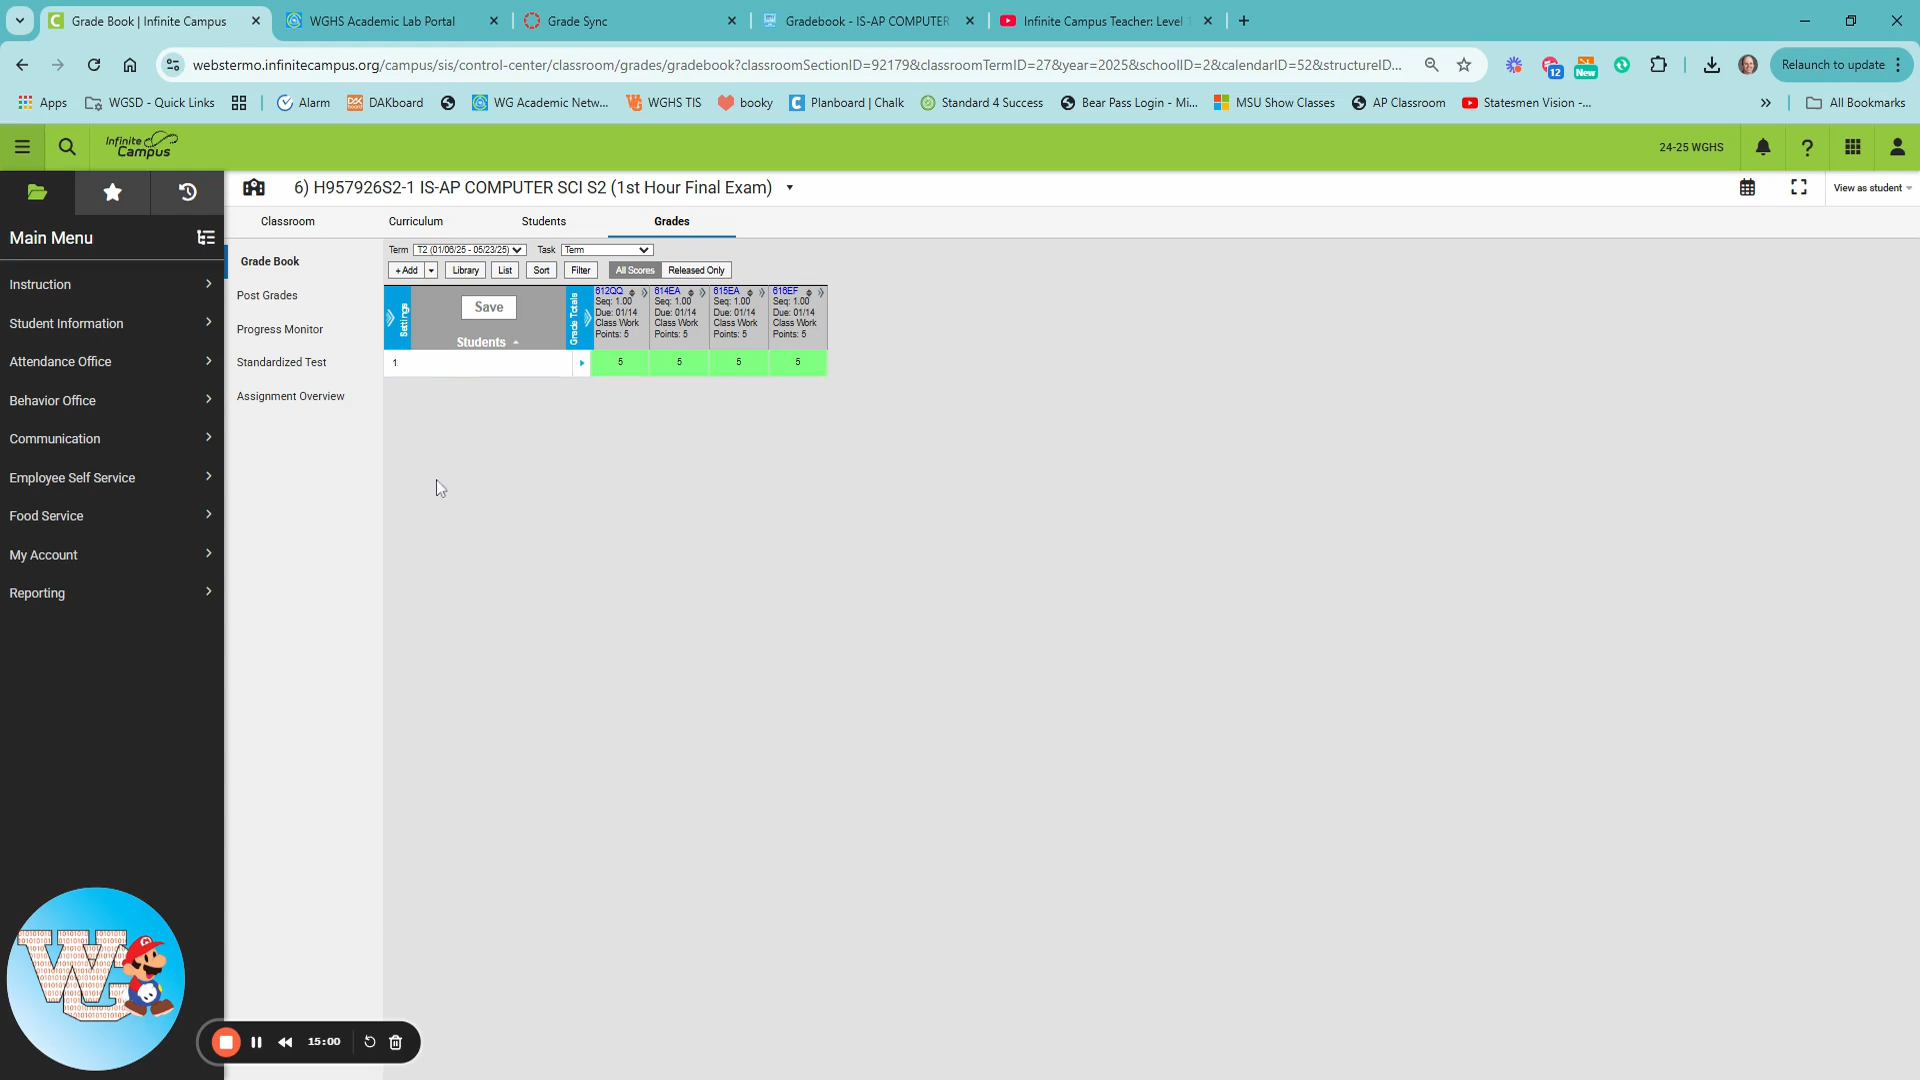 Grade Book | Infinite Campus
WGHS Academic Lab Portal
Grade Sync
Gradebook - IS-AP COMPUTER
Infinite Campus Teacher: Level 1
webstermo.infinitecampus.org/campus/sis/control-center/classroom/grades/gradebook?classroomSectionID=92179&classroomTermID=27&year=2025&schoolID=2&calendarID=52&structureID...
12
New
Relaunch to update
Apps
WGSD - Quick Links
Alarm
DAKboard
WG Academic Netw...
WGHS TIS
booky
Planboard | Chalk
Standard 4 Success
Bear Pass Login - Mi...
MSU Show Classes
AP Classroom
Statesmen Vision -...
»
All Bookmarks
Infinite Campus
24-25 WGHS
6) H957926S2-1 IS-AP COMPUTER SCI S2 (1st Hour Final Exam)
View as student
Main Menu
Classroom
Curriculum
Students
Grades
Instruction
Student Information
Attendance Office
Behavior Office
Communication
Employee Self Service
Food Service
My Account
Reporting
Grade Book
Post Grades
Progress Monitor
Standardized Test
Assignment Overview
Term T2 (01/06/25 - 05/23/25) Task Term
+ Add Library List Sort Filter All Scores Released Only
Settings
Save
Students
Grade Totals
612QQ
Seq: 1.00
Due: 01/14
Class Work
Points: 5
614EA
Seq: 1.00
Due: 01/14
Class Work
Points: 5
615EA
Seq: 1.00
Due: 01/14
Class Work
Points: 5
616EF
Seq: 1.00
Due: 01/14
Class Work
Points: 5
1 5 5 5 5
WG
15:00